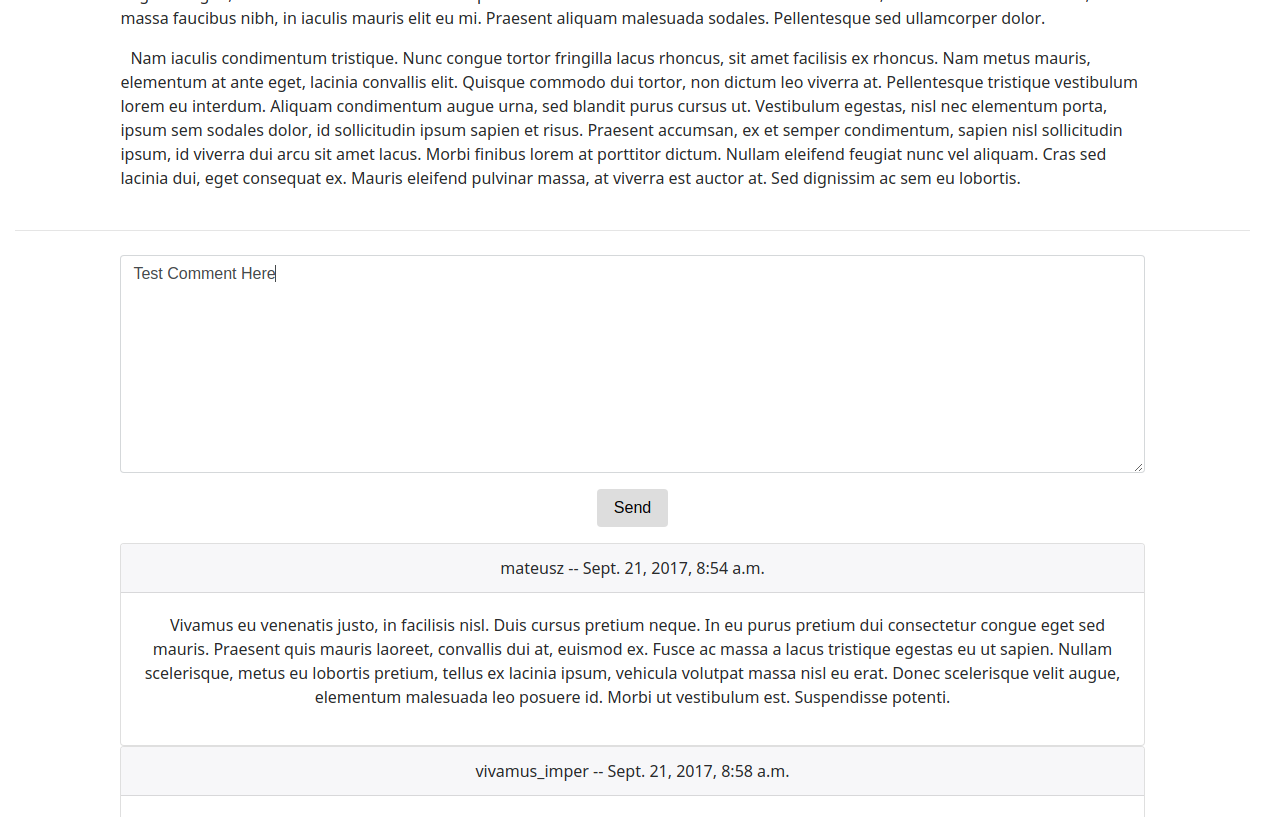 massa faucibus nibh, in iaculis mauris elit eu mi. Praesent aliquam malesuada sodales. Pellentesque sed ullamcorper dolor.
Nam iaculis condimentum tristique. Nunc congue tortor fringilla lacus rhoncus, sit amet facilisis ex rhoncus. Nam metus mauris,
elementum at ante eget, lacinia convallis elit. Quisque commodo dui tortor, non dictum leo viverra at. Pellentesque tristique vestibulum
lorem eu interdum. Aliquam condimentum augue urna, sed blandit purus cursus ut. Vestibulum egestas, nisl nec elementum porta,
ipsum sem sodales dolor, id sollicitudin ipsum sapien et risus. Praesent accumsan, ex et semper condimentum, sapien nisl sollicitudin
ipsum, id viverra dui arcu sit amet lacus. Morbi finibus lorem at porttitor dictum. Nullam eleifend feugiat nunc vel aliquam. Cras sed
lacinia dui, eget consequat ex. Mauris eleifend pulvinar massa, at viverra est auctor at. Sed dignissim ac sem eu lobortis.
Test Comment Here
Send
mateusz -- Sept. 21, 2017, 8:54 a.m.
Vivamus eu venenatis justo, in facilisis nisl. Duis cursus pretium neque. In eu purus pretium dui consectetur congue eget sed
mauris. Praesent quis mauris laoreet, convallis dui at, euismod ex. Fusce ac massa a lacus tristique egestas eu ut sapien. Nullam
scelerisque, metus eu lobortis pretium, tellus ex lacinia ipsum, vehicula volutpat massa nisl eu erat. Donec scelerisque velit augue,
elementum malesuada leo posuere id. Morbi ut vestibulum est. Suspendisse potenti.
vivamus_imper -- Sept. 21, 2017, 8:58 a.m.